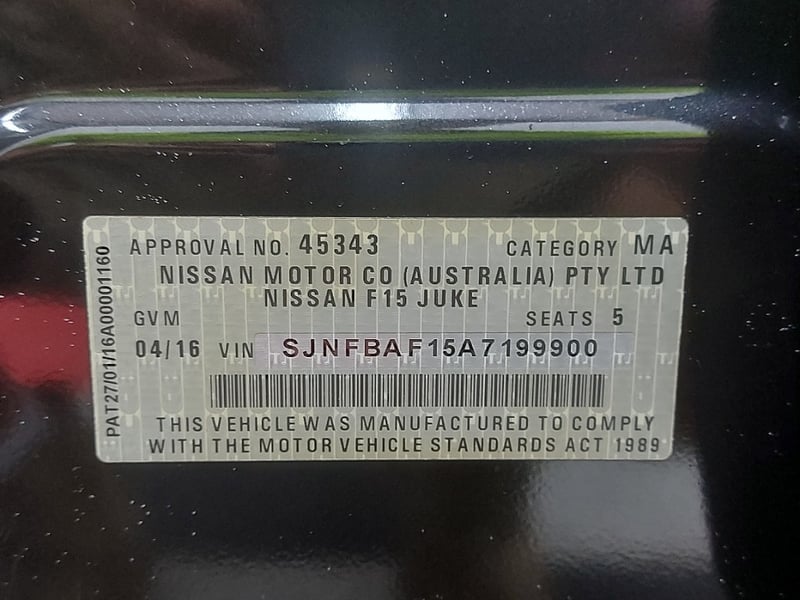 APPROVAL NO. 45343 CATEGORY MA
NISSAN MOTOR CO (AUSTRALIA) PTY LTD
NISSAN F15 JUKE
GVM SEATS 5
04/16 VIN SJNFBAF15A7199900
THIS VEHICLE WAS MANUFACTURED TO COMPLY
WITH THE MOTOR VEHICLE STANDARDS ACT 1989
PAT27/01/16A00001160